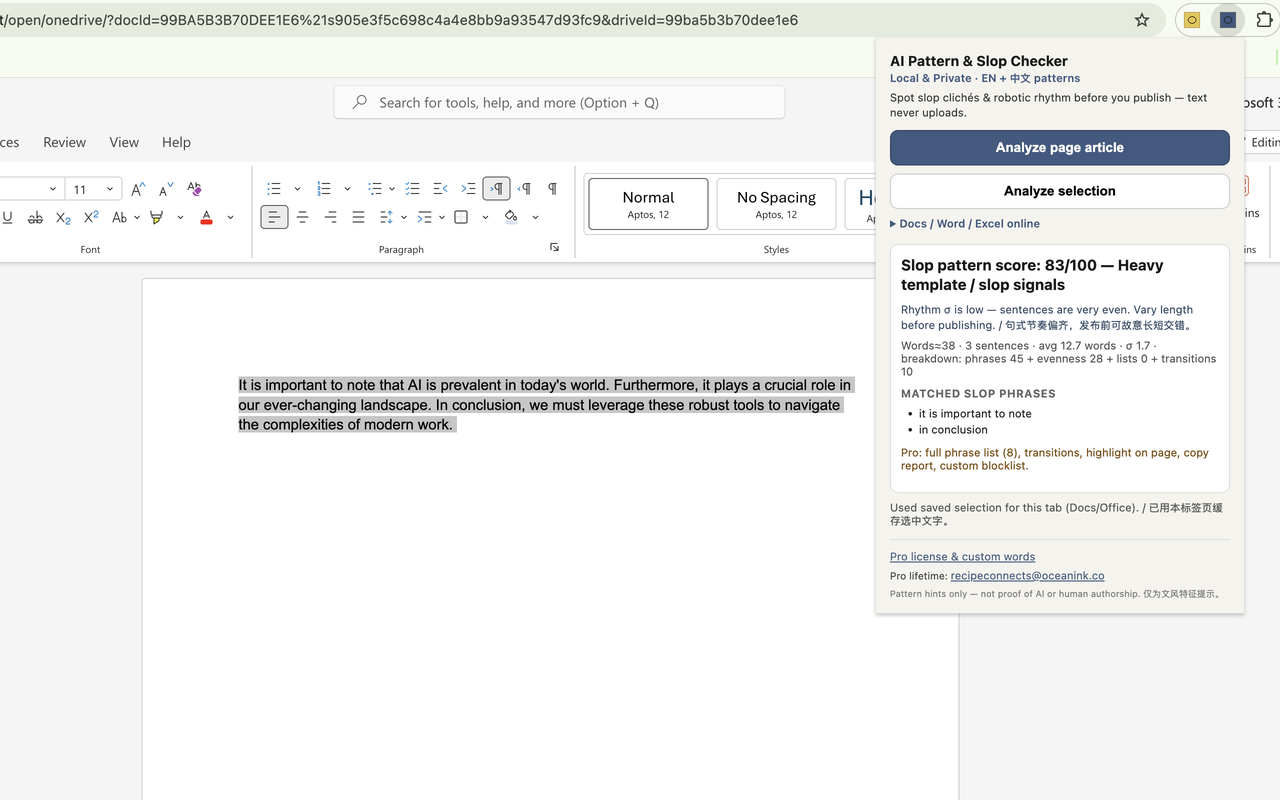 t/open/onedrive/?docId=99BA5B3B70DEE1E6%21s905e3f5c698c4a4e8bb9a93547d93fc9&driveId=99ba5b3b70dee1e6
Search for tools, help, and more (Option + Q)
osoft 3
ces Review View Help
Editin
11
Normal
Aptos, 12
No Spacing
Aptos, 12
Font
Paragraph
Styles
ins
ins
It is important to note that AI is prevalent in today's world. Furthermore, it plays a crucial role in
our ever-changing landscape. In conclusion, we must leverage these robust tools to navigate
the complexities of modern work.
AI Pattern & Slop Checker
Local & Private · EN + 中文 patterns
Spot slop clichés & robotic rhythm before you publish — text
never uploads.
Analyze page article
Analyze selection
Docs / Word / Excel online
Slop pattern score: 83/100 — Heavy
template / slop signals
Rhythm σ is low — sentences are very even. Vary length
before publishing. / 句式节奏偏齐，发布前可故意长短交错。
Words≈38 · 3 sentences · avg 12.7 words · σ 1.7 ·
breakdown: phrases 45 + evenness 28 + lists 0 + transitions
10
MATCHED SLOP PHRASES
• it is important to note
• in conclusion
Pro: full phrase list (8), transitions, highlight on page, copy
report, custom blocklist.
Used saved selection for this tab (Docs/Office). / 已用本标签页缓
存选中文字。
Pro license & custom words
Pro lifetime: recipeconnects@oceanink.co
Pattern hints only — not proof of AI or human authorship. 仅为文风特征提示。